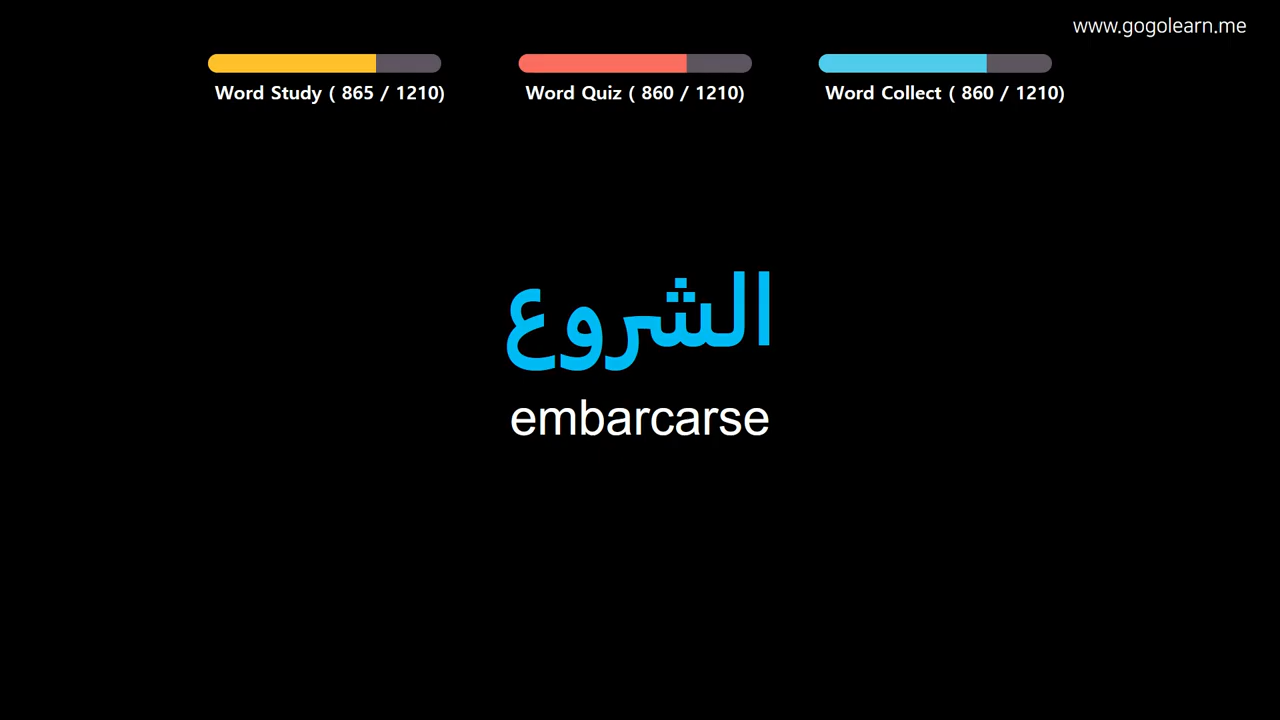 www.gogolearn.me
Word Study ( 865 / 1210)
Word Quiz ( 860 / 1210)
Word Collect ( 860 / 1210)
الشروع
embarcarse